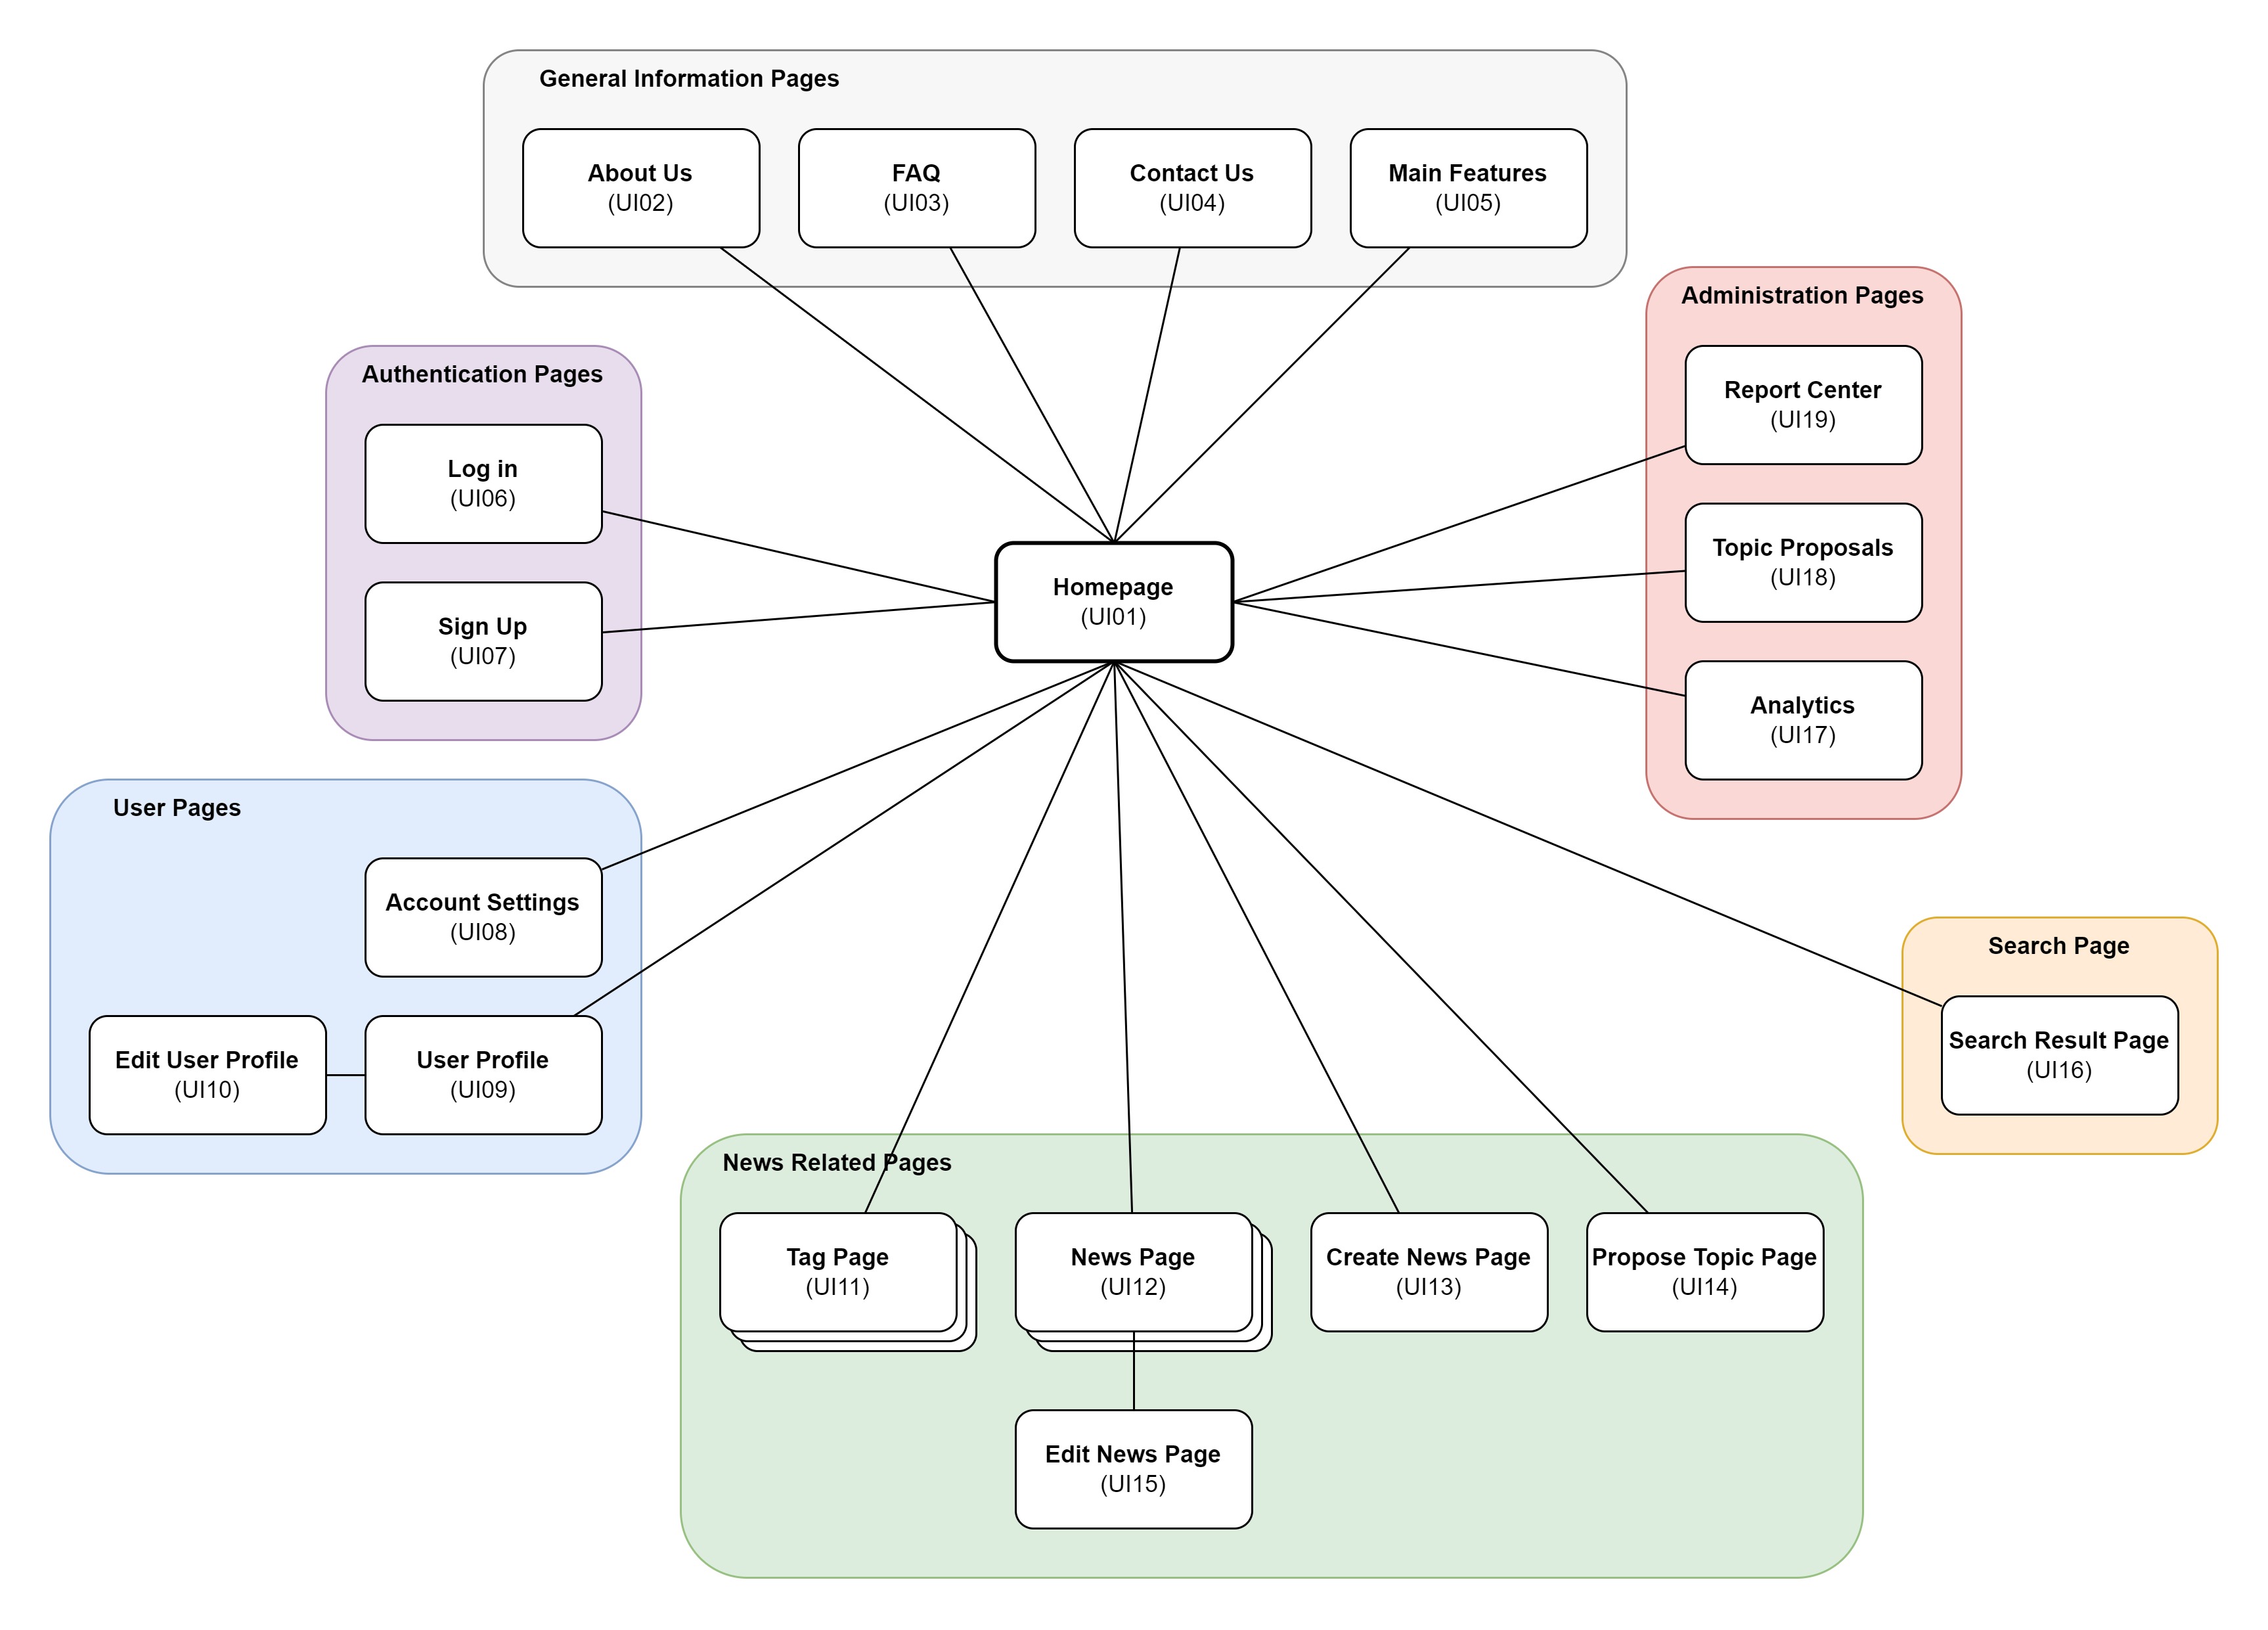 General Information Pages
About Us
(UI02)
FAQ
(UI03)
Contact Us
(UI04)
Main Features
(UI05)
Administration Pages
Report Center
(UI19)
Topic Proposals
(UI18)
Analytics
(UI17)
Authentication Pages
Log in
(UI06)
Sign Up
(UI07)
Homepage
(UI01)
User Pages
Account Settings
(UI08)
Edit User Profile
(UI10)
User Profile
(UI09)
Search Page
Search Result Page
(UI16)
News Related Pages
Tag Page
(UI11)
News Page
(UI12)
Create News Page
(UI13)
Propose Topic Page
(UI14)
Edit News Page
(UI15)